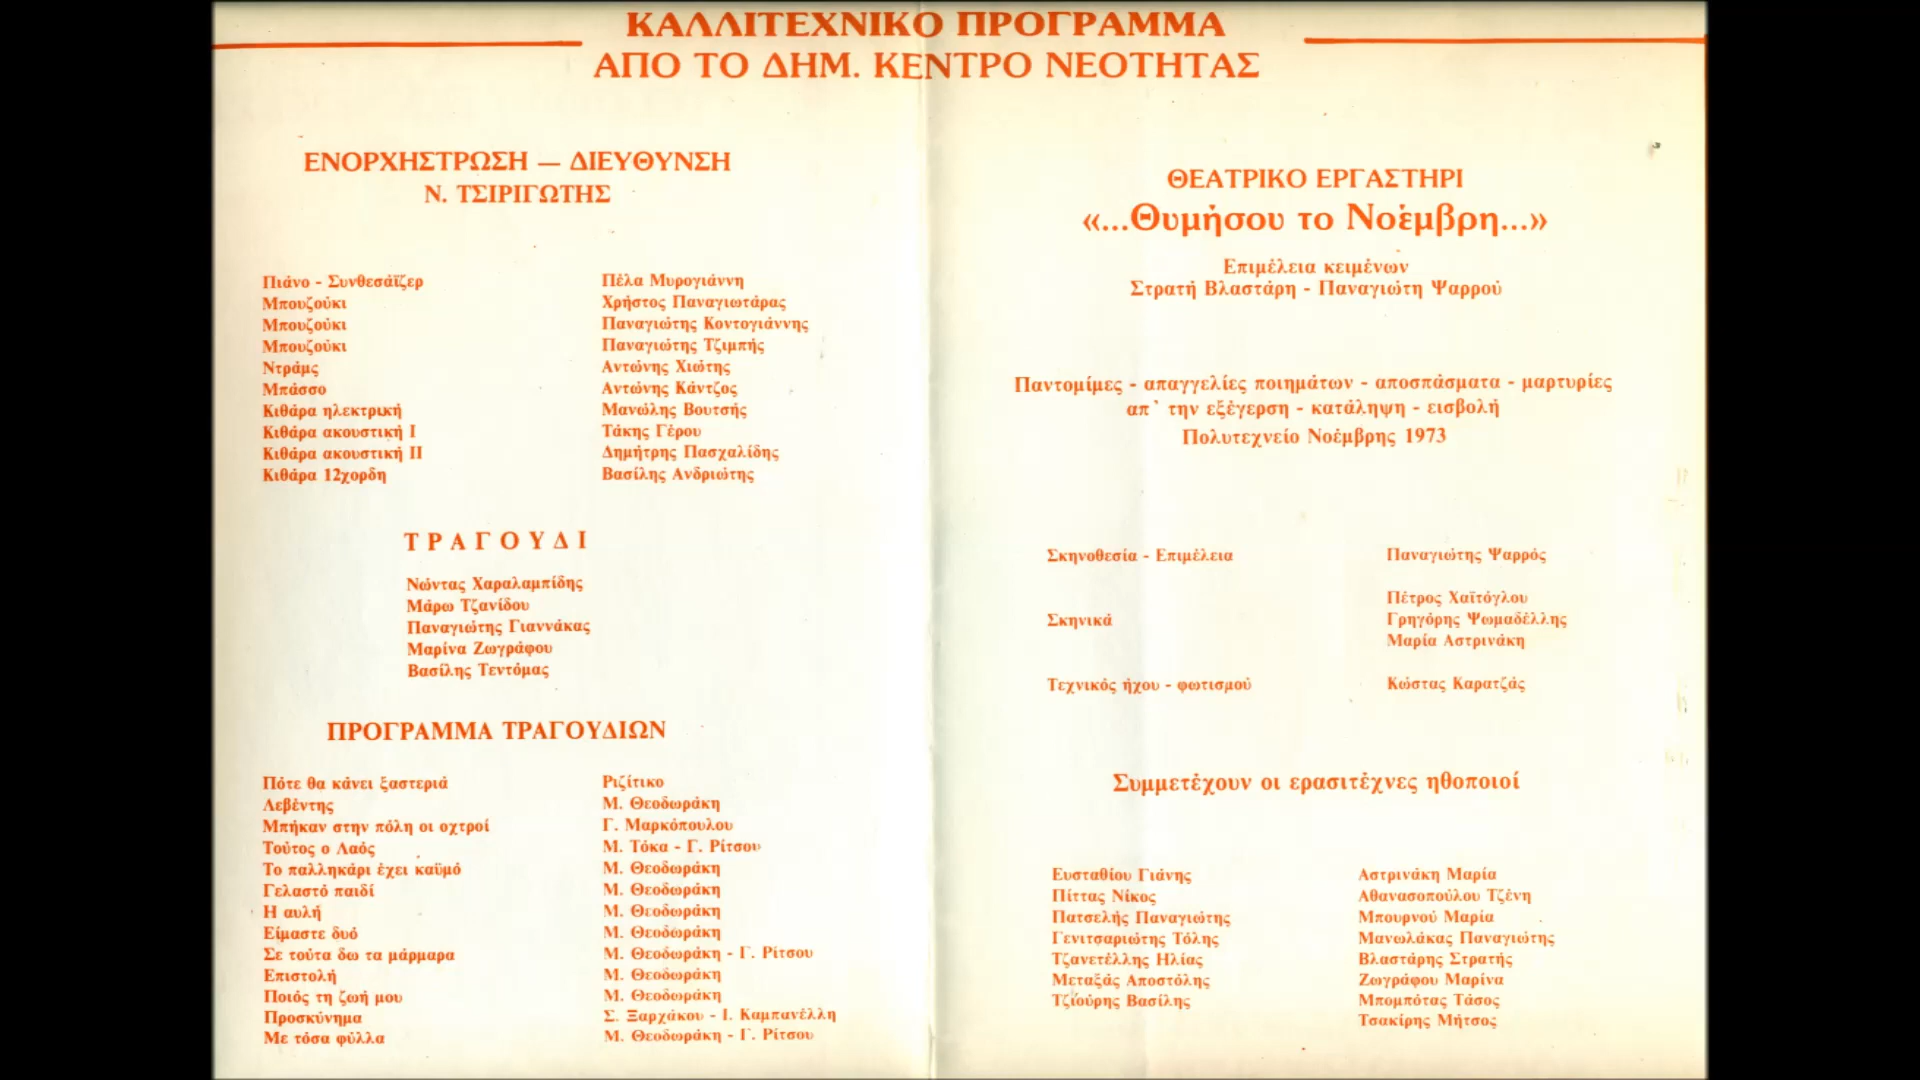 ΚΑΛΛΙΤΕΧΝΙΚΟ ΠΡΟΓΡΑΜΜΑ
ΑΠΟ ΤΟ ΔΗΜ. ΚΕΝΤΡΟ ΝΕΟΤΗΤΑΣ
ΕΝΟΡΧΗΣΤΡΩΣΗ — ΔΙΕΥΘΥΝΣΗ
Ν. ΤΣΙΡΙΓΩΤΗΣ
Πιάνο - Συνθεσάϊζερ Πέλα Μυρογιάννη
Μπουζούκι Χρήστος Παναγιωτάρας
Μπουζούκι Παναγιώτης Κοντογιάννης
Μπουζούκι Παναγιώτης Τζιμπής
Ντράμς Αντώνης Χιώτης
Μπάσσο Αντώνης Κάντζος
Κιθάρα ηλεκτρική Μανώλης Βουτσής
Κιθάρα ακουστική Ι Τάκης Γέρου
Κιθάρα ακουστική ΙΙ Δημήτρης Πασχαλίδης
Κιθάρα 12χορδη Βασίλης Ανδριώτης
ΤΡΑΓΟΥΔΙ
Νώντας Χαραλαμπίδης
Μάρω Τζανίδου
Παναγιώτης Γιαννάκας
Μαρίνα Ζωγράφου
Βασίλης Τεντόμας
ΠΡΟΓΡΑΜΜΑ ΤΡΑΓΟΥΔΙΩΝ
Πότε θα κάνει ξαστεριά Ριζίτικο
Λεβέντης Μ. Θεοδωράκη
Μπήκαν στην πόλη οι οχτροί Γ. Μαρκόπουλου
Τούτος ο Λαός Μ. Τόκα - Γ. Ρίτσου
Το παλληκάρι έχει καϋμό Μ. Θεοδωράκη
Γελαστό παιδί Μ. Θεοδωράκη
Η αυλή Μ. Θεοδωράκη
Είμαστε δυό Μ. Θεοδωράκη
Σε τούτα δω τα μάρμαρα Μ. Θεοδωράκη - Γ. Ρίτσου
Επιστολή Μ. Θεοδωράκη
Ποιός τη ζωή μου Μ. Θεοδωράκη
Προσκύνημα Σ. Ξαρχάκου - Ι. Καμπανέλλη
Με τόσα φύλλα Μ. Θεοδωράκη - Γ. Ρίτσου
ΘΕΑΤΡΙΚΟ ΕΡΓΑΣΤΗΡΙ
«...Θυμήσου το Νοέμβρη...»
Επιμέλεια κειμένων
Στρατή Βλαστάρη - Παναγιώτη Ψαρρού
Παντομίμες - απαγγελίες ποιημάτων - αποσπάσματα - μαρτυρίες
απ᾽ την εξέγερση - κατάληψη - εισβολή
Πολυτεχνείο Νοέμβρης 1973
Σκηνοθεσία - Επιμέλεια Παναγιώτης Ψαρρός
Πέτρος Χαϊτόγλου
Σκηνικά Γρηγόρης Ψωμαδέλλης
Μαρία Αστρινάκη
Τεχνικός ήχου - φωτισμού Κώστας Καρατζάς
Συμμετέχουν οι ερασιτέχνες ηθοποιοί
Ευσταθίου Γιάνης Αστρινάκη Μαρία
Πίττας Νίκος Αθανασοπούλου Τζένη
Πατσελής Παναγιώτης Μπουρνού Μαρία
Γενιτσαριώτης Τόλης Μανωλάκας Παναγιώτης
Τζανετέλλης Ηλίας Βλαστάρης Στρατής
Μεταξάς Αποστόλης Ζωγράφου Μαρίνα
Τζιούρης Βασίλης Μπομπότας Τάσος
Τσακίρης Μήτσος